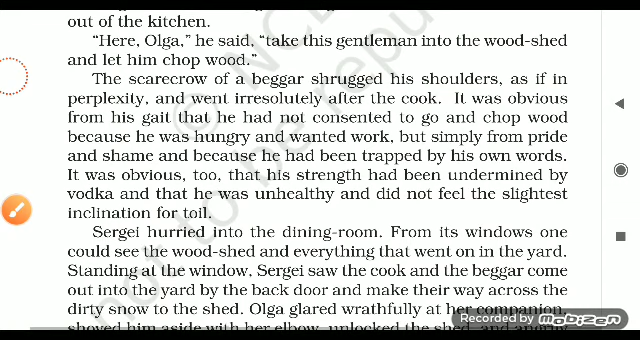 out of the kitchen.
“Here, Olga,” he said, “take this gentleman into the wood-shed
and let him chop wood.”
The scarecrow of a beggar shrugged his shoulders, as if in
perplexity, and went irresolutely after the cook. It was obvious
from his gait that he had not consented to go and chop wood
because he was hungry and wanted work, but simply from pride
and shame and because he had been trapped by his own words.
It was obvious, too, that his strength had been undermined by
vodka and that he was unhealthy and did not feel the slightest
inclination for toil.
Sergei hurried into the dining-room. From its windows one
could see the wood-shed and everything that went on in the yard.
Standing at the window, Sergei saw the cook and the beggar come
out into the yard by the back door and make their way across the
dirty snow to the shed. Olga glared wrathfully at her companion,
shoved him aside with her elbow, unlocked the shed, and angrily
Recorded by
mobizen
not to be